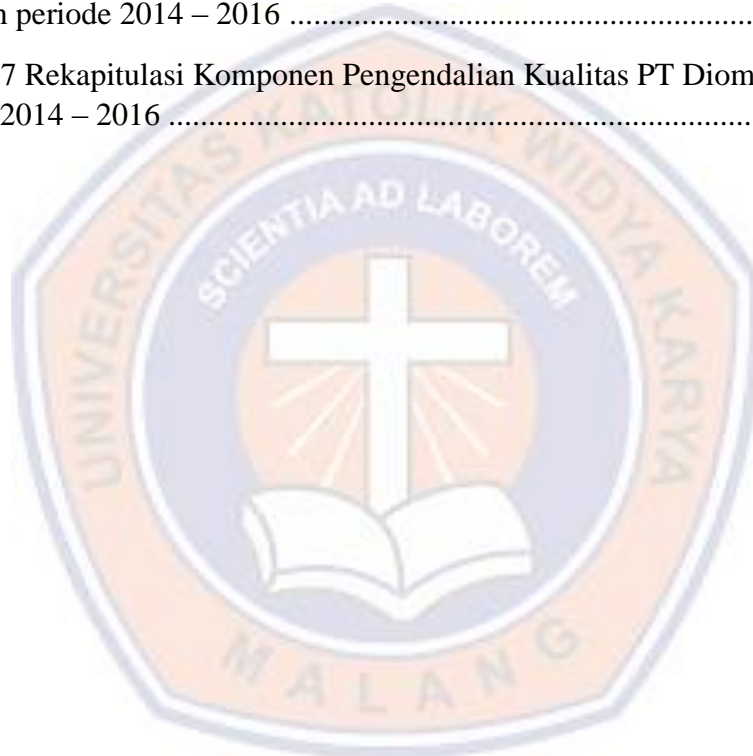 n periode 2014 – 2016 ..........................................................................
7 Rekapitulasi Komponen Pengendalian Kualitas PT Diom
2014 – 2016 .........................................................................................
UNIVERSITAS KATOLIK WIDYA KARYA
SCIENTIA AD LABOREM
MALANG